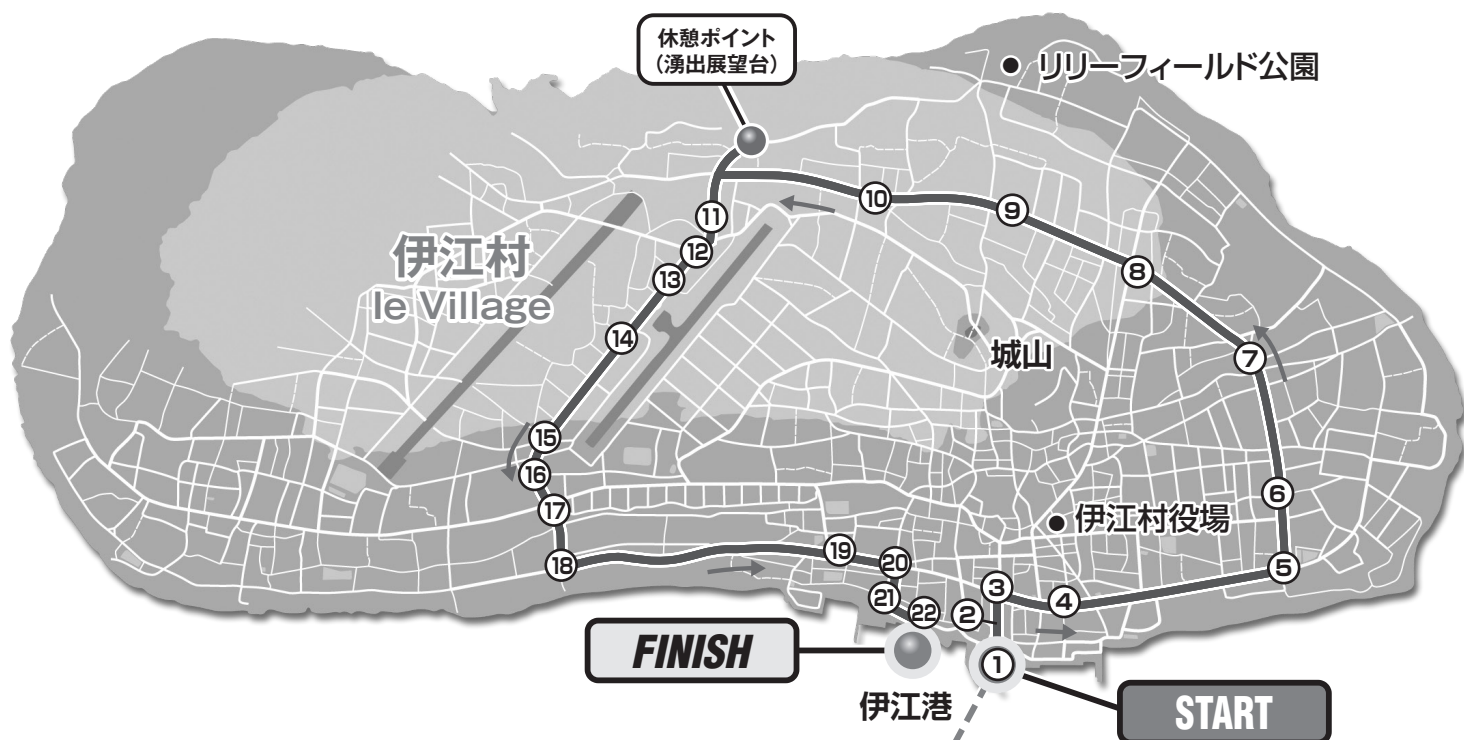 休憩ポイント
（湧出展望台）
リリーフィールド公園
⑩
⑨
⑪
⑫
⑧
伊江村
Ie Village
⑬
⑭
城山
⑦
⑮
⑯
⑥
⑰
伊江村役場
⑱
⑲
⑳
⑤
㉑
③
④
㉒
②
FINISH
①
伊江港
START